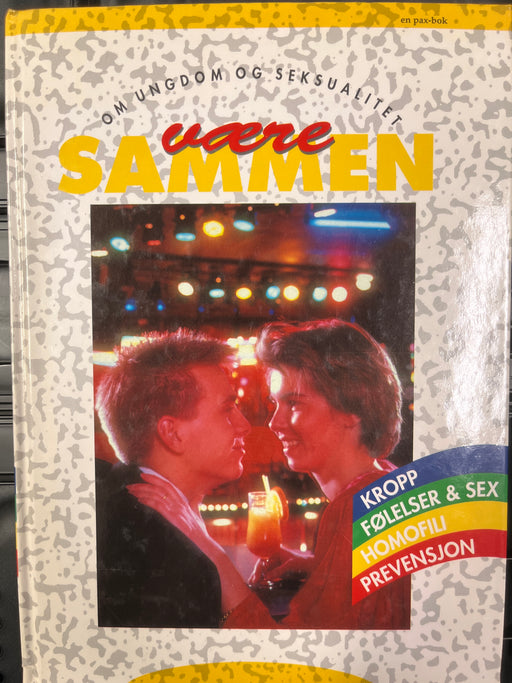 en pax-bok
OM UNGDOM OG SEKSUALITET
være
SAMMEN
KROPP
FØLELSER & SEX
HOMOFILI
PREVENSJON